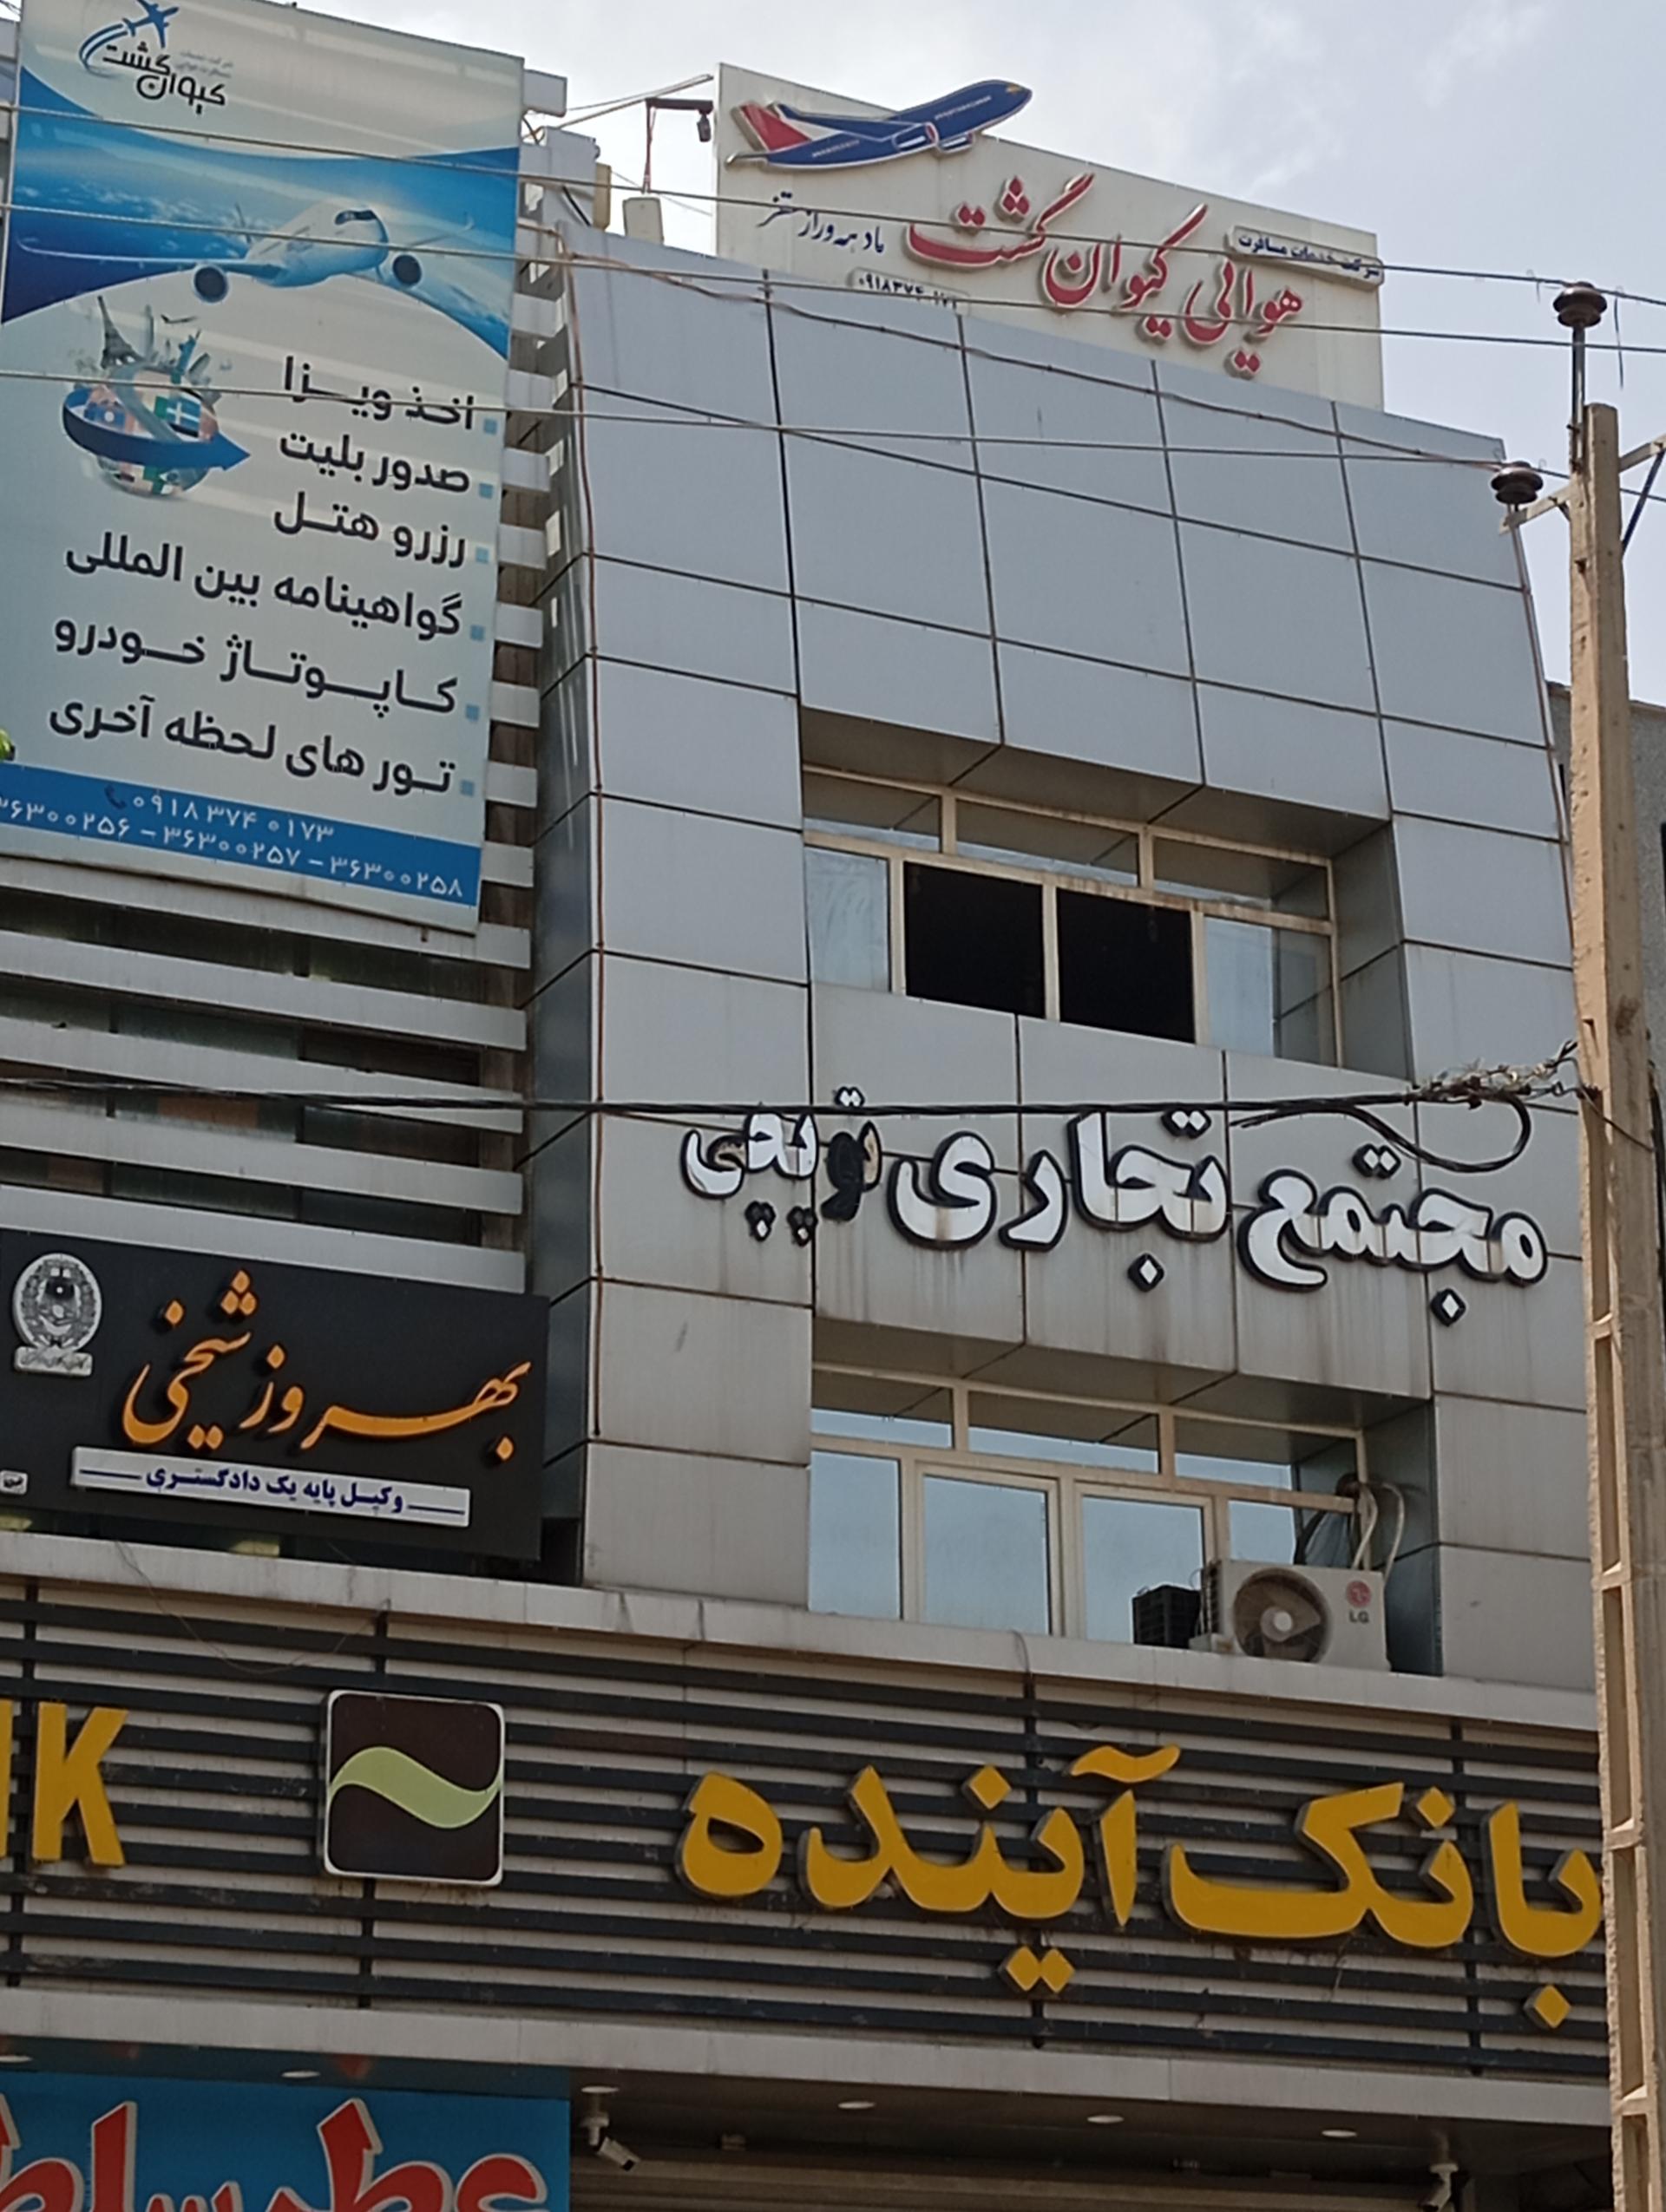 کیوان گشت
شرکت خدمات مسافرت
هوایی کیوان گشت
اخذ ویزا
صدور بلیت
رزرو هتل
گواهینامه بین المللی
کاپوتاژ خودرو
تور های لحظه آخری
۰۹۱۸ ۳۷۴ ۰۱۷۳
۳۶۳۰۰۲۵۶ - ۳۶۳۰۰۲۵۷ - ۳۶۳۰۰۲۵۸
مجتمع تجاری
بهروز شیخی
وکیل پایه یک دادگستری
LG
بانک آینده
NK